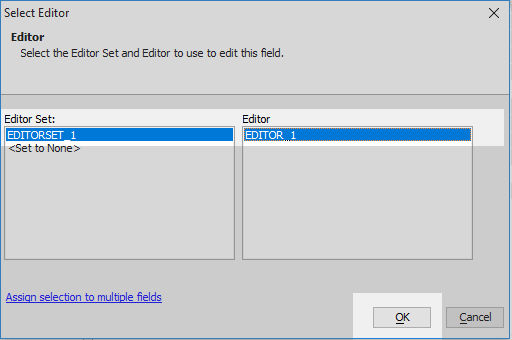 Select Editor
Editor
Select the Editor Set and Editor to use to edit this field.
Editor Set:
Editor
EDITORSET_1
EDITOR_1
<Set to None>
Assign selection to multiple fields
OK
Cancel